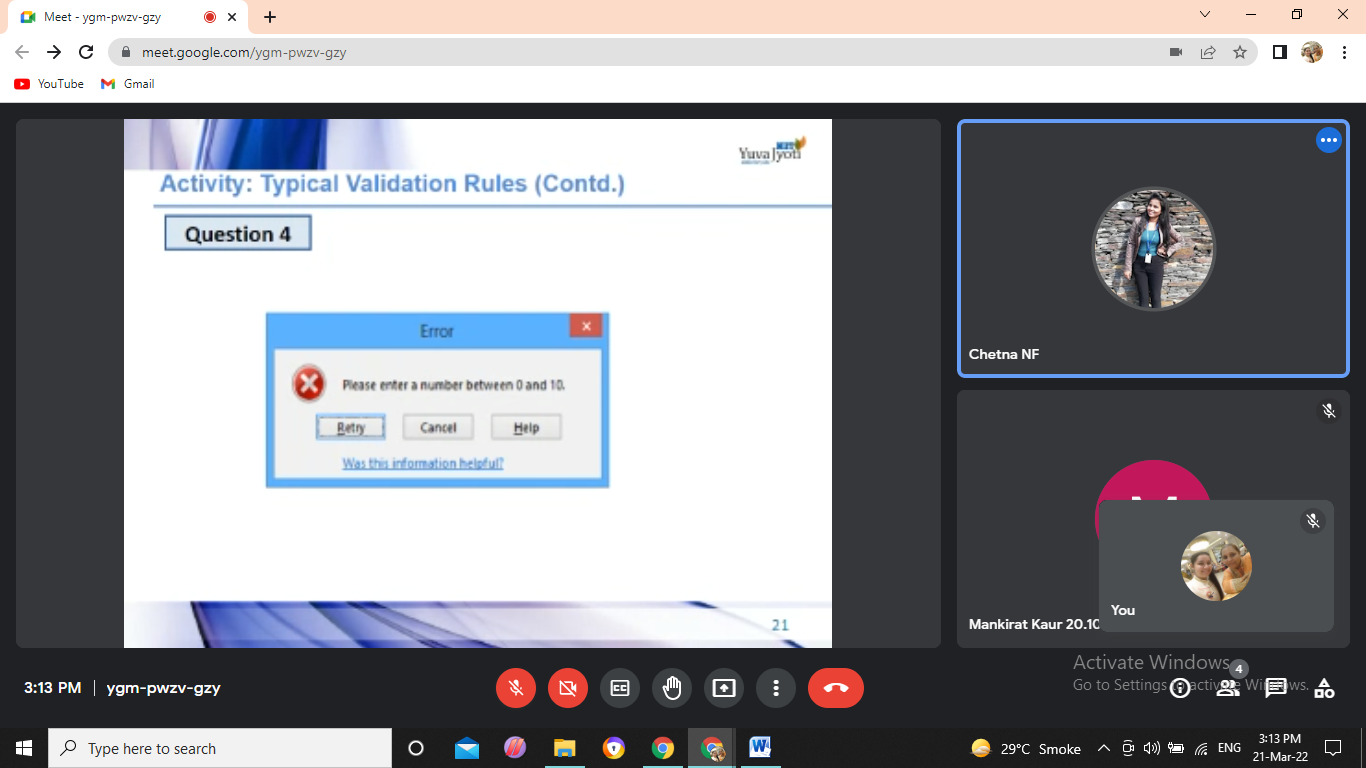 Meet - ygm-pwzv-gzy
meet.google.com/ygm-pwzv-gzy
YouTube
Gmail
Yuva Jyoti
Activity: Typical Validation Rules (Contd.)
Question 4
Error
Please enter a number between 0 and 10.
Retry
Cancel
Help
Was this information helpful?
21
Chetna NF
Mankirat Kaur 20.10
You
Activate Windows
Go to Settings to activate Windows.
3:13 PM | ygm-pwzv-gzy
4
Type here to search
29°C Smoke
ENG
3:13 PM
21-Mar-22